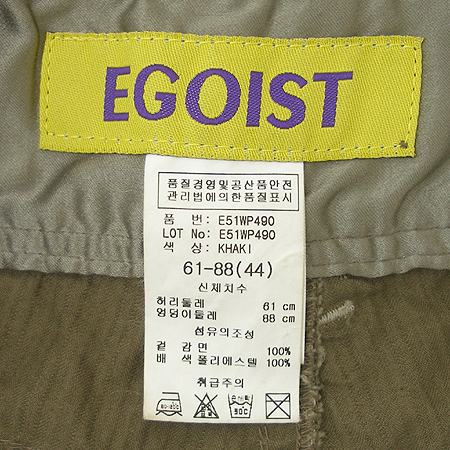 EGOIST
품질경영및공산품안전
관리법에의한품질표시
품 번: E51WP490
LOT No: E51WP490
색 상: KHAKI
61-88(44)
신체치수
허리둘레 61 cm
엉덩이둘레 88 cm
섬유의조성
겉 감면 100%
배 색폴리에스텔 100%
취급주의